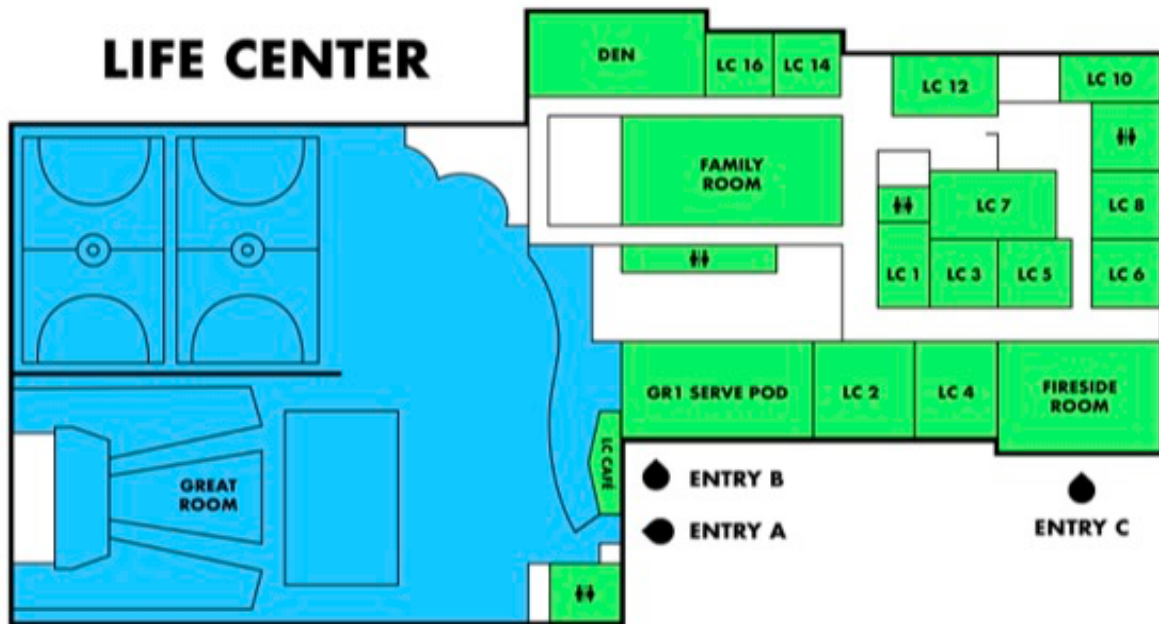 LIFE CENTER
DEN
LC 16
LC 14
LC 12
LC 10
FAMILY
ROOM
LC 7
LC 8
LC 1
LC 3
LC 5
LC 6
GR1 SERVE POD
LC 2
LC 4
FIRESIDE
ROOM
LC CAFÉ
GREAT
ROOM
ENTRY B
ENTRY A
ENTRY C